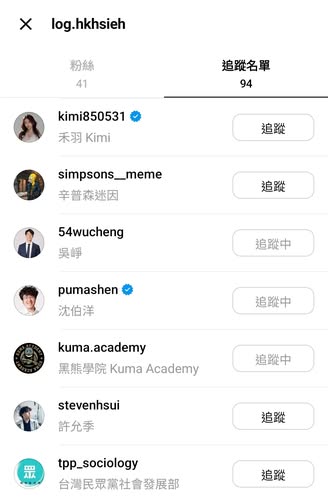 log.hkhsieh
粉絲 追蹤名單
41 94
kimi850531 追蹤
禾羽 Kimi
simpsons__meme 追蹤
辛普森迷因
54wucheng 追蹤中
吳崢
pumashen 追蹤中
沈伯洋
kuma.academy 追蹤中
黑熊學院 Kuma Academy
stevenhsui 追蹤
許允季
眾
tpp_sociology 追蹤
台灣民眾黨社會發展部